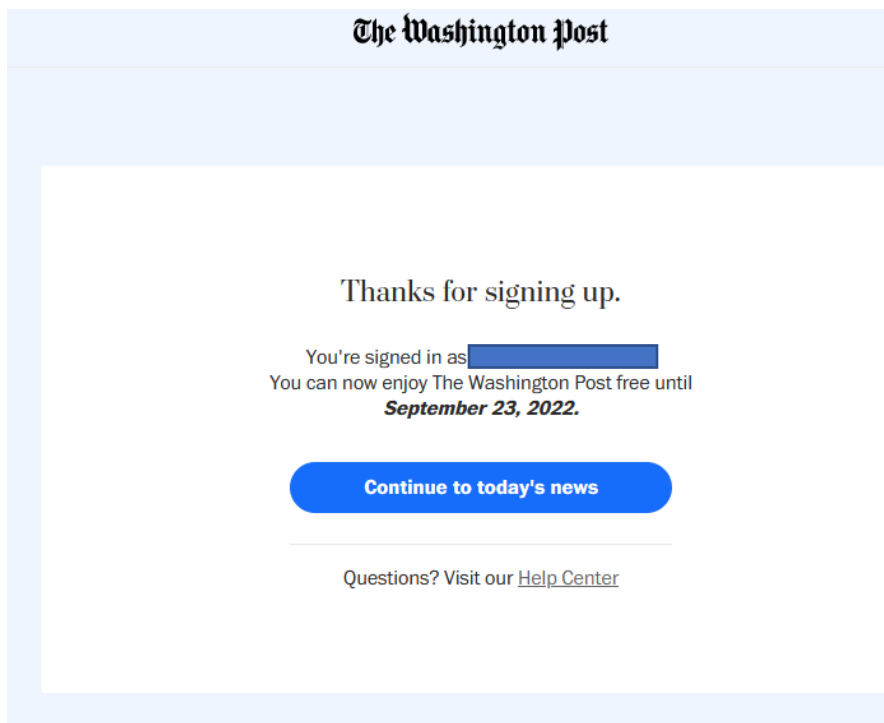 The Washington Post
Thanks for signing up.
You're signed in as
You can now enjoy The Washington Post free until
September 23, 2022.
Continue to today's news
Questions? Visit our Help Center